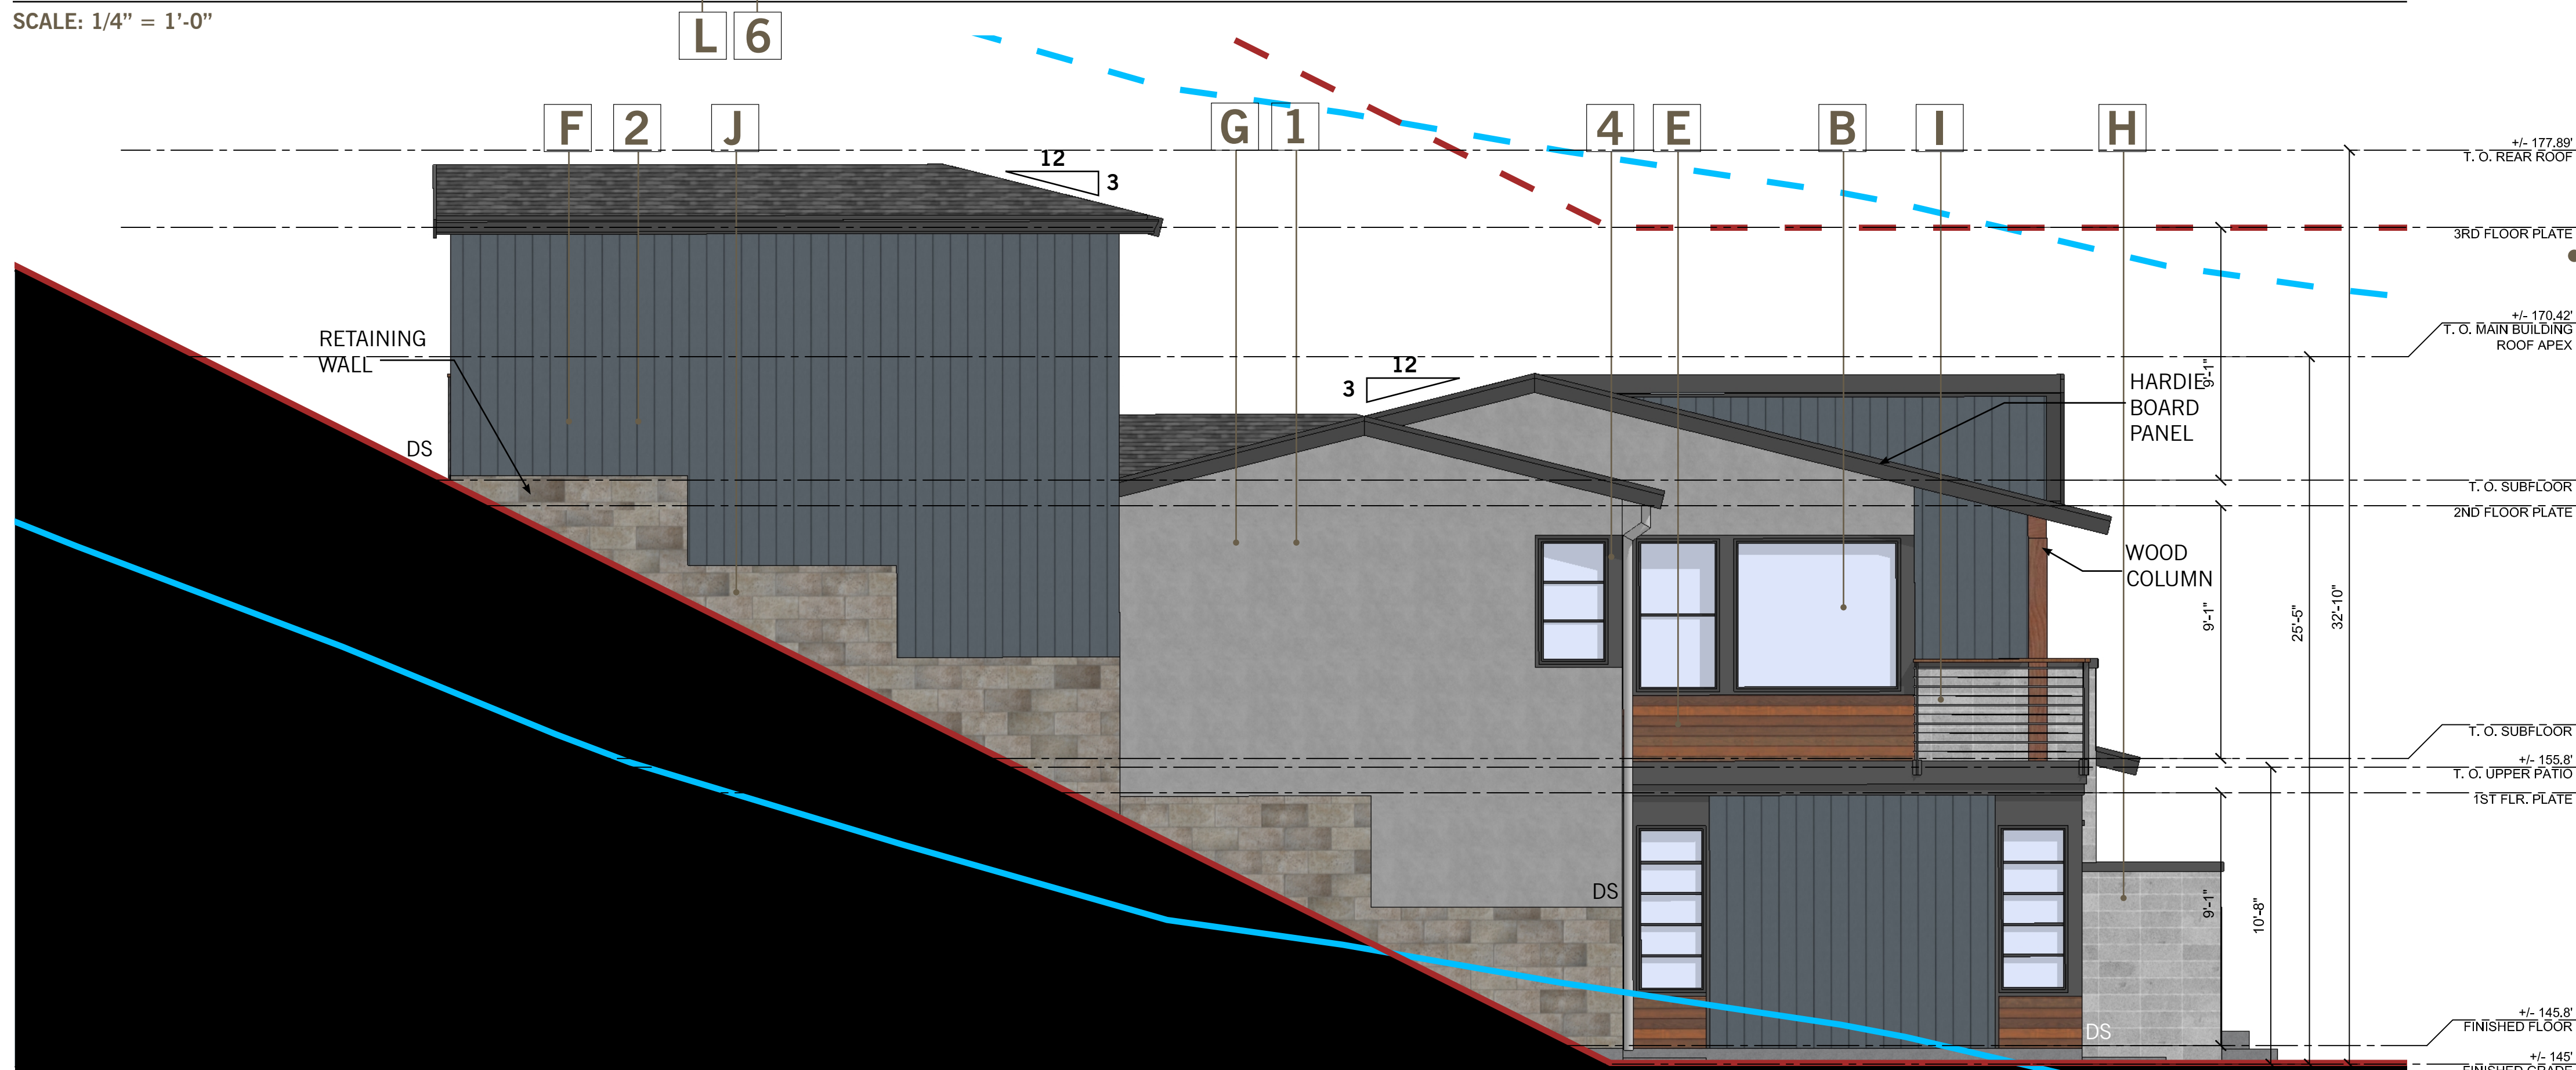 SCALE: 1/4” = 1’-0”
L 6
F 2 J G 1 4 E B I H
+/- 177.89'
T. O. REAR ROOF
12
3
3RD FLOOR PLATE
+/- 170.42'
T. O. MAIN BUILDING
ROOF APEX
RETAINING
WALL
12
3
9'-1"
HARDIE
BOARD
PANEL
DS
T. O. SUBFLOOR
2ND FLOOR PLATE
WOOD
COLUMN
9'-1"
25'-5"
32'-10"
T. O. SUBFLOOR
+/- 155.8'
T. O. UPPER PATIO
1ST FLR. PLATE
DS
9'-1"
10'-8"
DS
+/- 145.8'
FINISHED FLOOR
+/- 145'
FINISHED GRADE